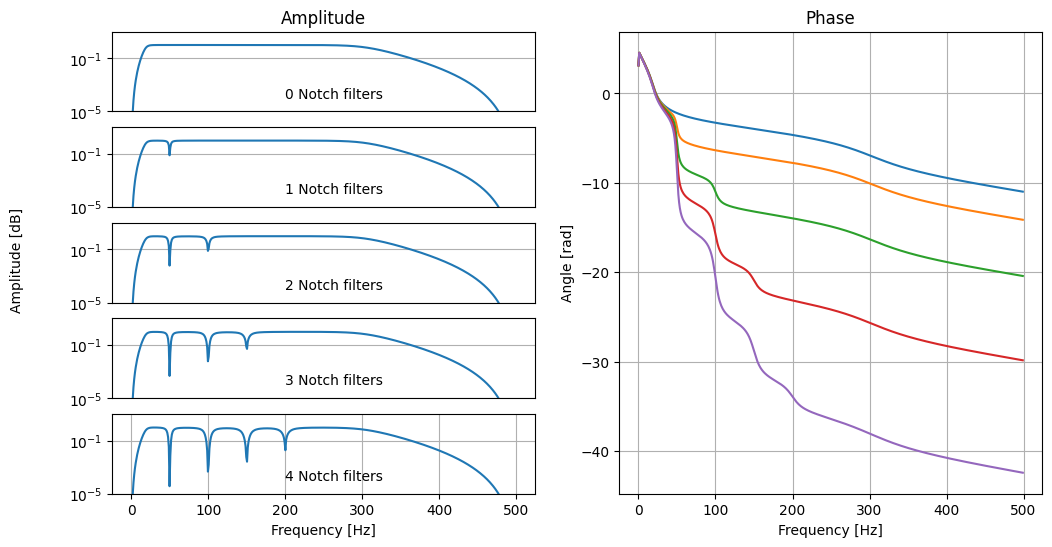 Amplitude
10⁻¹
10⁻⁵
0 Notch filters
10⁻¹
10⁻⁵
1 Notch filters
10⁻¹
10⁻⁵
2 Notch filters
10⁻¹
10⁻⁵
3 Notch filters
10⁻¹
10⁻⁵
4 Notch filters
0 100 200 300 400 500
Frequency [Hz]
Amplitude [dB]
Phase
0
−10
−20
−30
−40
0 100 200 300 400 500
Frequency [Hz]
Angle [rad]